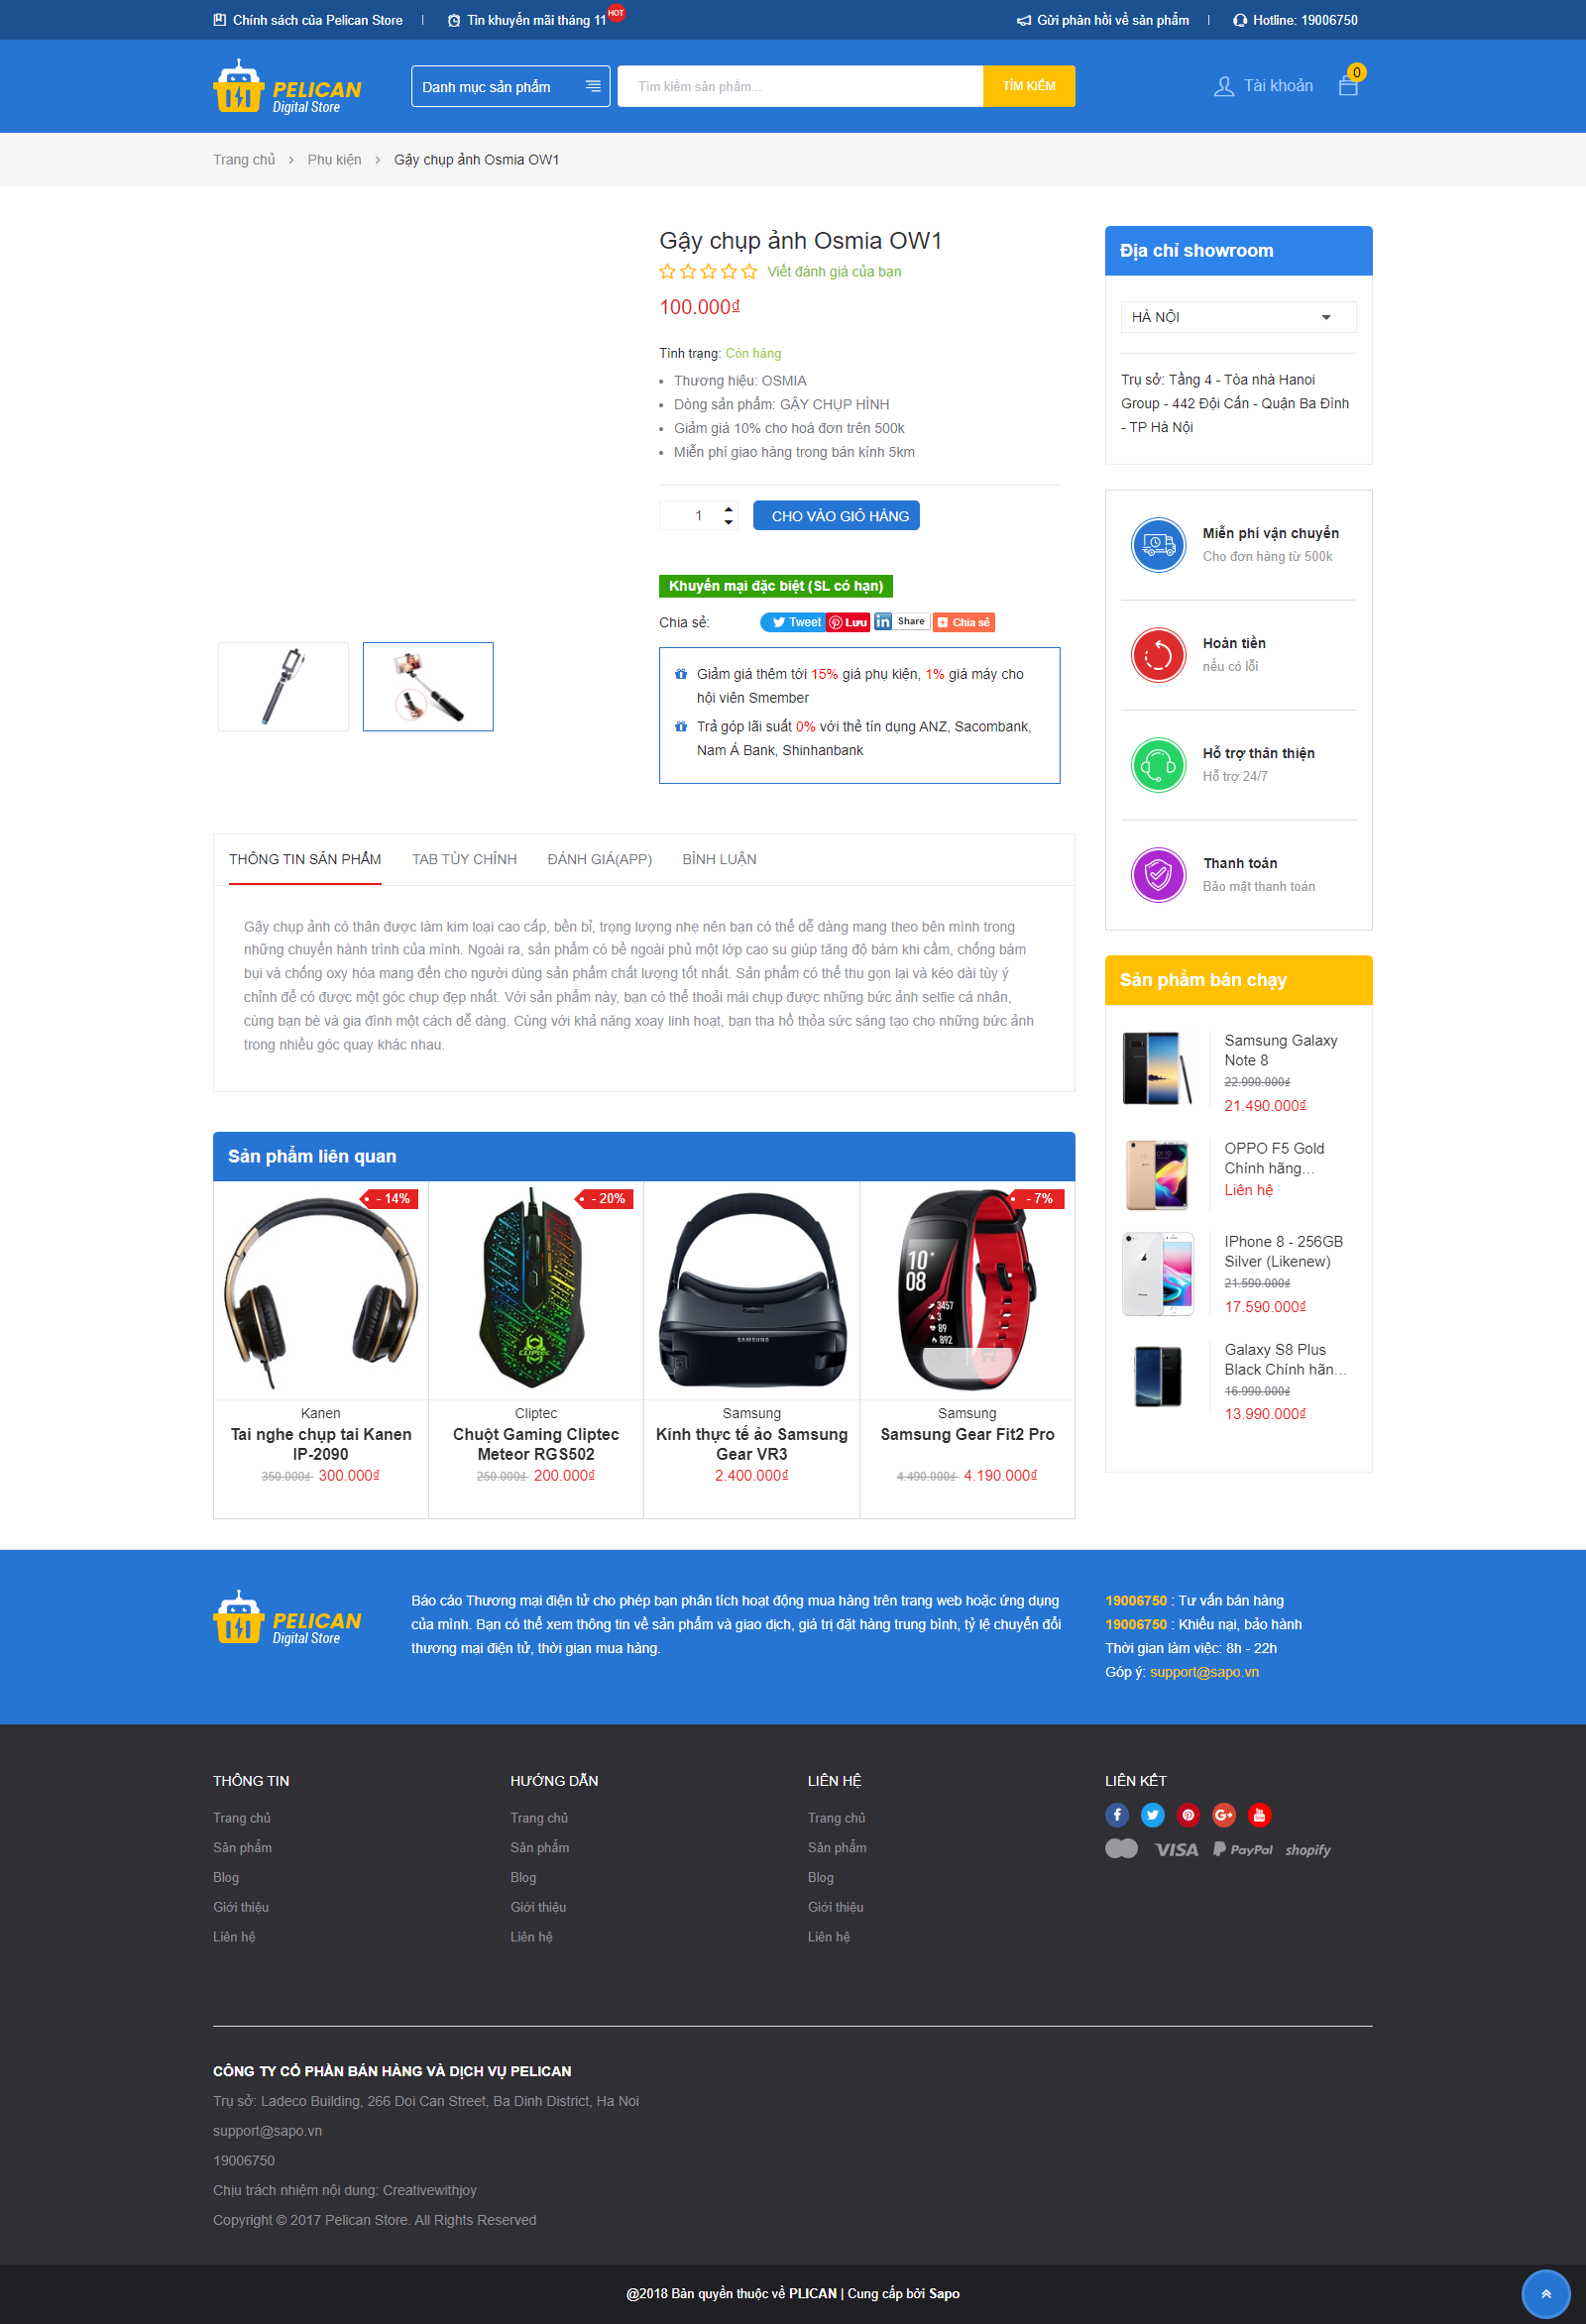 Chính sách của Pelican Store
Tin khuyến mãi tháng 11
HOT
Gửi phản hồi về sản phẩm
Hotline: 19006750
PELICAN
Digital Store
Danh mục sản phẩm
Tìm kiếm sản phẩm...
TÌM KIẾM
Tài khoản
0
Trang chủ > Phụ kiện > Gậy chụp ảnh Osmia OW1
Gậy chụp ảnh Osmia OW1
Viết đánh giá của bạn
100.000₫
Tình trạng: Còn hàng
Thương hiệu: OSMIA
Dòng sản phẩm: GẬY CHỤP HÌNH
Giảm giá 10% cho hoá đơn trên 500k
Miễn phí giao hàng trong bán kính 5km
1
CHO VÀO GIỎ HÀNG
Khuyến mại đặc biệt (SL có hạn)
Chia sẻ:
Tweet
Lưu
in Share
Chia sẻ
Giảm giá thêm tới 15% giá phụ kiện, 1% giá máy cho
hội viên Smember
Trả góp lãi suất 0% với thẻ tín dụng ANZ, Sacombank,
Nam Á Bank, Shinhanbank
Địa chỉ showroom
HÀ NỘI
Trụ sở: Tầng 4 - Tòa nhà Hanoi
Group - 442 Đội Cấn - Quận Ba Đình
- TP Hà Nội
Miễn phí vận chuyển
Cho đơn hàng từ 500k
Hoàn tiền
nếu có lỗi
Hỗ trợ thân thiện
Hỗ trợ 24/7
Thanh toán
Bảo mật thanh toán
THÔNG TIN SẢN PHẨM
TAB TÙY CHỈNH
ĐÁNH GIÁ(APP)
BÌNH LUẬN
Gậy chụp ảnh có thân được làm kim loại cao cấp, bền bỉ, trọng lượng nhẹ nên bạn có thể dễ dàng mang theo bên mình trong
những chuyến hành trình của mình. Ngoài ra, sản phẩm có bề ngoài phủ một lớp cao su giúp tăng độ bám khi cầm, chống bám
bụi và chống oxy hóa mang đến cho người dùng sản phẩm chất lượng tốt nhất. Sản phẩm có thể thu gọn lại và kéo dài tùy ý
chỉnh để có được một góc chụp đẹp nhất. Với sản phẩm này, bạn có thể thoải mái chụp được những bức ảnh selfie cá nhân,
cùng bạn bè và gia đình một cách dễ dàng. Cùng với khả năng xoay linh hoạt, bạn tha hồ thỏa sức sáng tạo cho những bức ảnh
trong nhiều góc quay khác nhau.
Sản phẩm bán chạy
Samsung Galaxy
Note 8
22.990.000₫
21.490.000₫
OPPO F5 Gold
Chính hãng...
Liên hệ
IPhone 8 - 256GB
Silver (Likenew)
21.590.000₫
17.590.000₫
Galaxy S8 Plus
Black Chính hãn...
16.990.000₫
13.990.000₫
Sản phẩm liên quan
- 14%
Kanen
Tai nghe chụp tai Kanen
IP-2090
350.000₫ 300.000₫
- 20%
CLiPTEC
Cliptec
Chuột Gaming Cliptec
Meteor RGS502
250.000₫ 200.000₫
SAMSUNG
Samsung
Kính thực tế ảo Samsung
Gear VR3
2.400.000₫
- 7%
10
08
3457
3
89
892
Samsung
Samsung Gear Fit2 Pro
4.490.000₫ 4.190.000₫
PELICAN
Digital Store
Báo cáo Thương mại điện tử cho phép bạn phân tích hoạt động mua hàng trên trang web hoặc ứng dụng
của mình. Bạn có thể xem thông tin về sản phẩm và giao dịch, giá trị đặt hàng trung bình, tỷ lệ chuyển đổi
thương mại điện tử, thời gian mua hàng.
19006750 : Tư vấn bán hàng
19006750 : Khiếu nại, bảo hành
Thời gian làm việc: 8h - 22h
Góp ý: support@sapo.vn
THÔNG TIN
Trang chủ
Sản phẩm
Blog
Giới thiệu
Liên hệ
HƯỚNG DẪN
Trang chủ
Sản phẩm
Blog
Giới thiệu
Liên hệ
LIÊN HỆ
Trang chủ
Sản phẩm
Blog
Giới thiệu
Liên hệ
LIÊN KẾT
VISA
PayPal
shopify
CÔNG TY CỔ PHẦN BÁN HÀNG VÀ DỊCH VỤ PELICAN
Trụ sở: Ladeco Building, 266 Doi Can Street, Ba Dinh District, Ha Noi
support@sapo.vn
19006750
Chịu trách nhiệm nội dung: Creativewithjoy
Copyright © 2017 Pelican Store. All Rights Reserved
@2018 Bản quyền thuộc về PLICAN | Cung cấp bởi Sapo